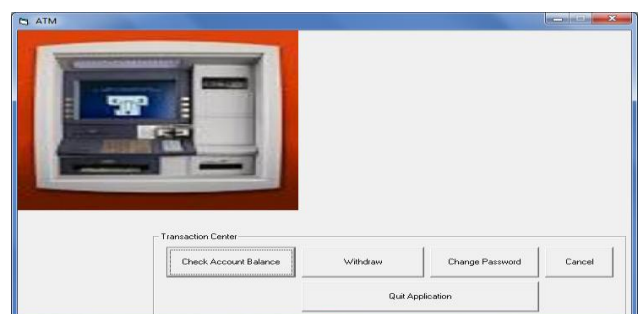 ATM
Transaction Center
Check Account Balance
Withdraw
Change Password
Cancel
Quit Application